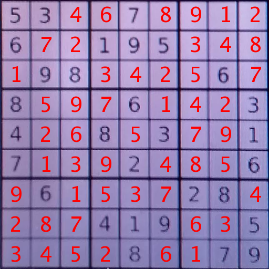 5 3 4 6 7 8 9 1 2
6 7 2 1 9 5 3 4 8
1 9 8 3 4 2 5 6 7
8 5 9 7 6 1 4 2 3
4 2 6 8 5 3 7 9 1
7 1 3 9 2 4 8 5 6
9 6 1 5 3 7 2 8 4
2 8 7 4 1 9 6 3 5
3 4 5 2 8 6 1 7 9